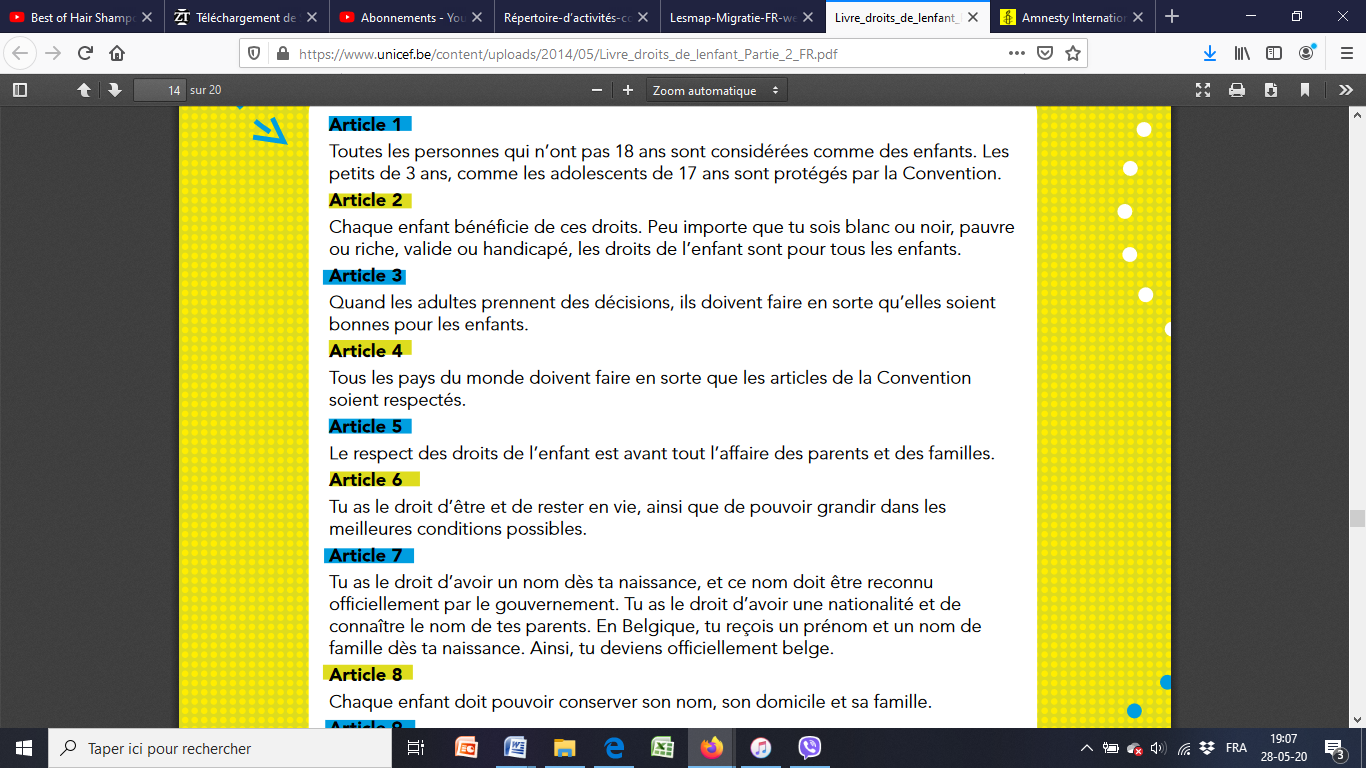 Best of Hair Shamp
Téléchargement de
Abonnements - You
Répertoire-d'activités-co
Lesmap-Migratie-FR-we
Livre_droits_de_lenfant_
Amnesty Internation
https://www.unicef.be/content/uploads/2014/05/Livre_droits_de_lenfant_Partie_2_FR.pdf
14 sur 20
Zoom automatique
Article 1
Toutes les personnes qui n'ont pas 18 ans sont considérées comme des enfants. Les
petits de 3 ans, comme les adolescents de 17 ans sont protégés par la Convention.
Article 2
Chaque enfant bénéficie de ces droits. Peu importe que tu sois blanc ou noir, pauvre
ou riche, valide ou handicapé, les droits de l'enfant sont pour tous les enfants.
Article 3
Quand les adultes prennent des décisions, ils doivent faire en sorte qu'elles soient
bonnes pour les enfants.
Article 4
Tous les pays du monde doivent faire en sorte que les articles de la Convention
soient respectés.
Article 5
Le respect des droits de l'enfant est avant tout l'affaire des parents et des familles.
Article 6
Tu as le droit d'être et de rester en vie, ainsi que de pouvoir grandir dans les
meilleures conditions possibles.
Article 7
Tu as le droit d'avoir un nom dès ta naissance, et ce nom doit être reconnu
officiellement par le gouvernement. Tu as le droit d'avoir une nationalité et de
connaître le nom de tes parents. En Belgique, tu reçois un prénom et un nom de
famille dès ta naissance. Ainsi, tu deviens officiellement belge.
Article 8
Chaque enfant doit pouvoir conserver son nom, son domicile et sa famille.
Article 9
Taper ici pour rechercher
FRA
19:07
28-05-20
3